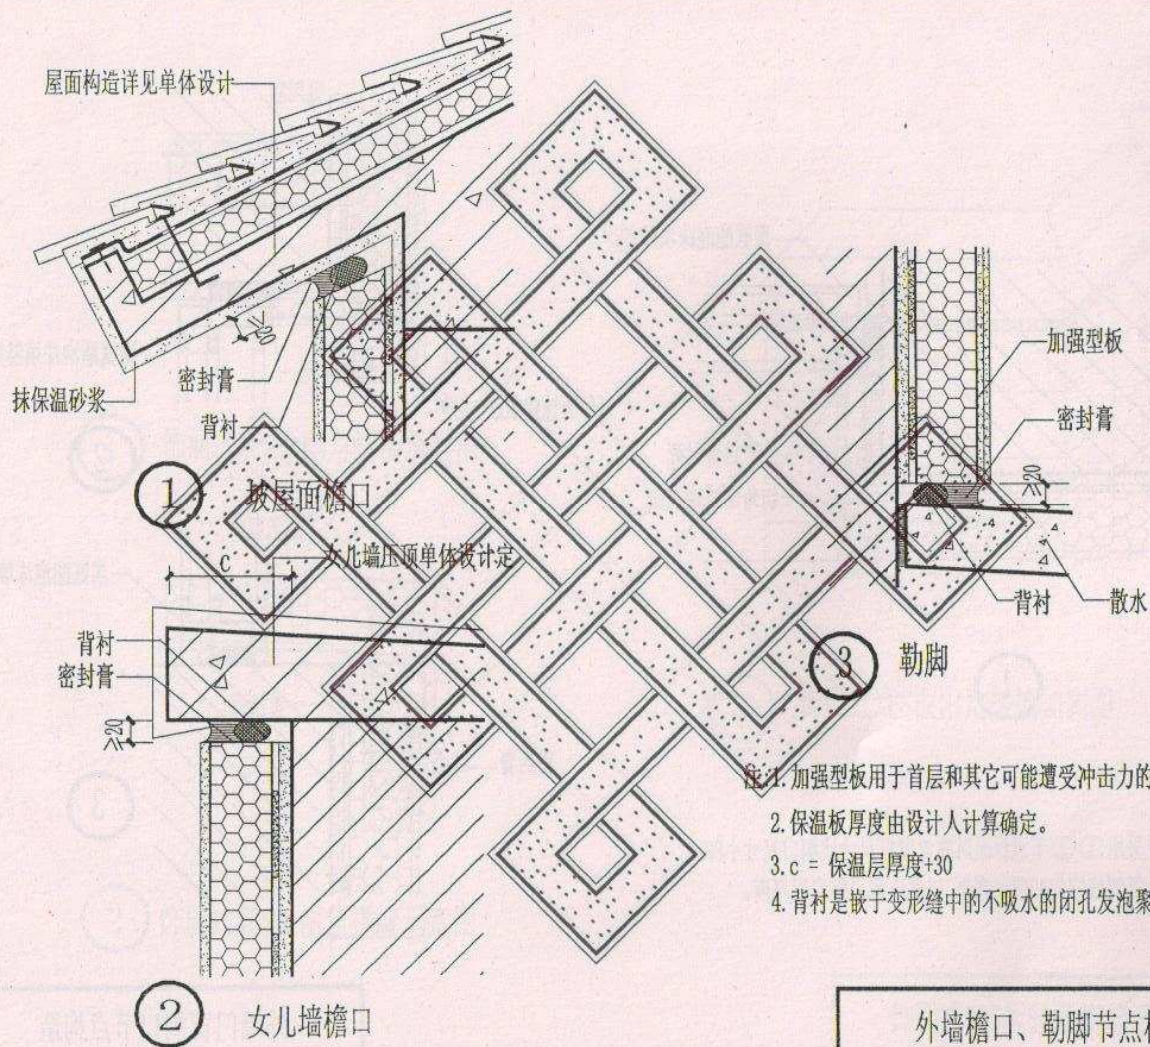 屋面构造详见单体设计
≥20
密封膏
抹保温砂浆
背衬
① 坡屋面檐口
加强型板
密封膏
≥20
背衬
散水
③ 勒脚
c
女儿墙压顶单体设计定
背衬
密封膏
≥20
② 女儿墙檐口
注:1.加强型板用于首层和其它可能遭受冲击力的
2.保温板厚度由设计人计算确定。
3.c = 保温层厚度+30
4.背衬是嵌于变形缝中的不吸水的闭孔发泡聚
外墙檐口、勒脚节点构